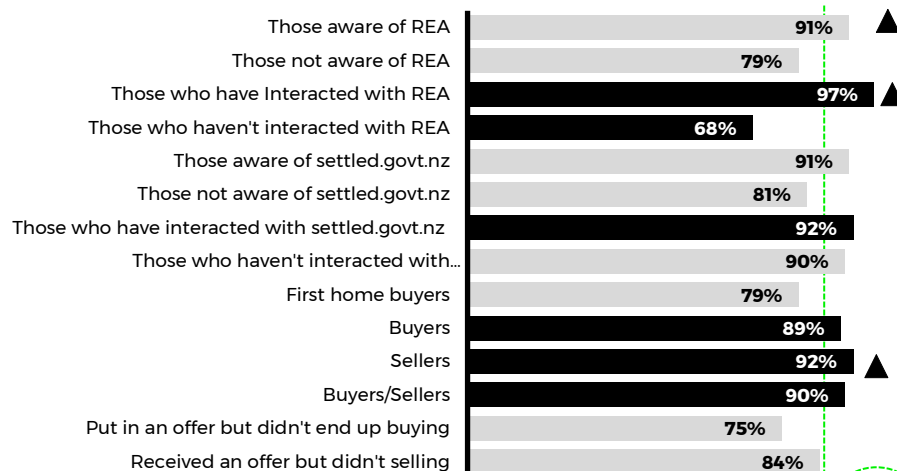 Those aware of REA 91%
Those not aware of REA 79%
Those who have Interacted with REA 97%
Those who haven't interacted with REA 68%
Those aware of settled.govt.nz 91%
Those not aware of settled.govt.nz 81%
Those who have interacted with settled.govt.nz 92%
Those who haven't interacted with... 90%
First home buyers 79%
Buyers 89%
Sellers 92%
Buyers/Sellers 90%
Put in an offer but didn't end up buying 75%
Received an offer but didn't selling 84%